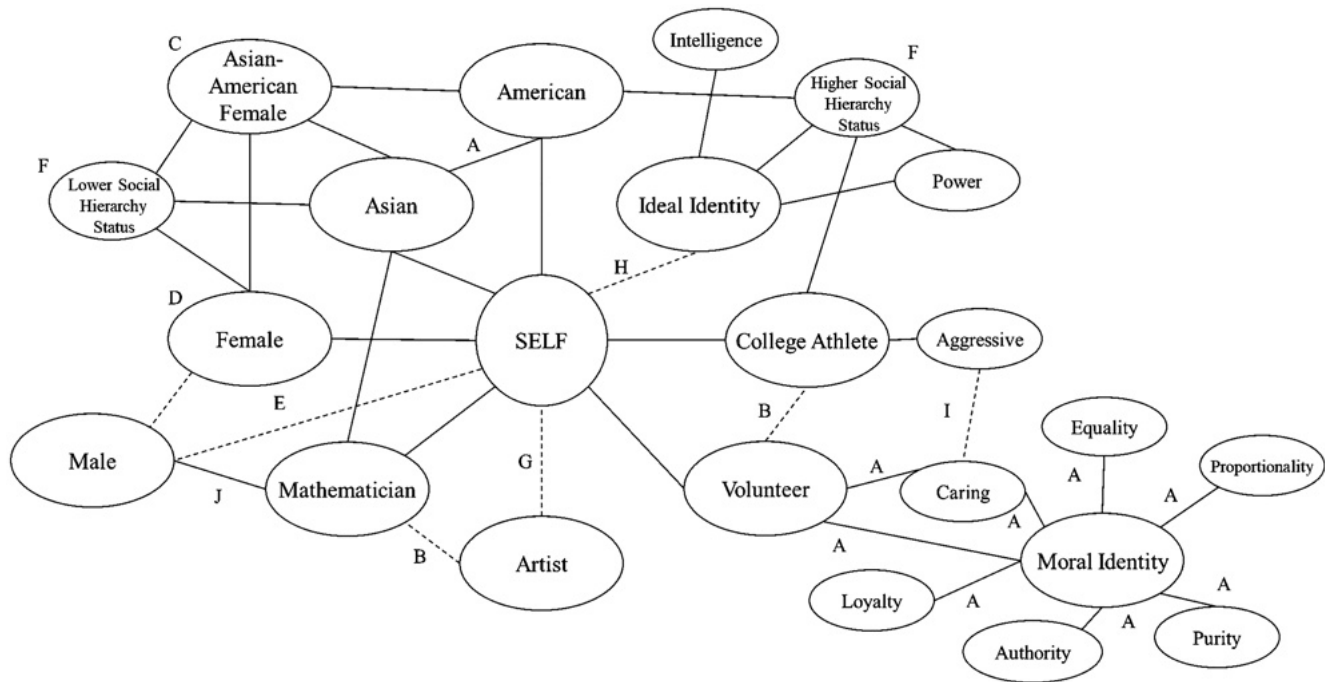 Intelligence
C
F
Asian-
American
Female
American
Higher Social
Hierarchy
Status
A
F
Lower Social
Hierarchy
Status
Asian
Ideal Identity
Power
H
D
Female
SELF
College Athlete
Aggressive
E
B
I
Equality
Male
G
A
Proportionality
J
Mathematician
Volunteer
A
Caring
A
A
B
Artist
A
Moral Identity
Loyalty
A
A
Purity
A
Authority